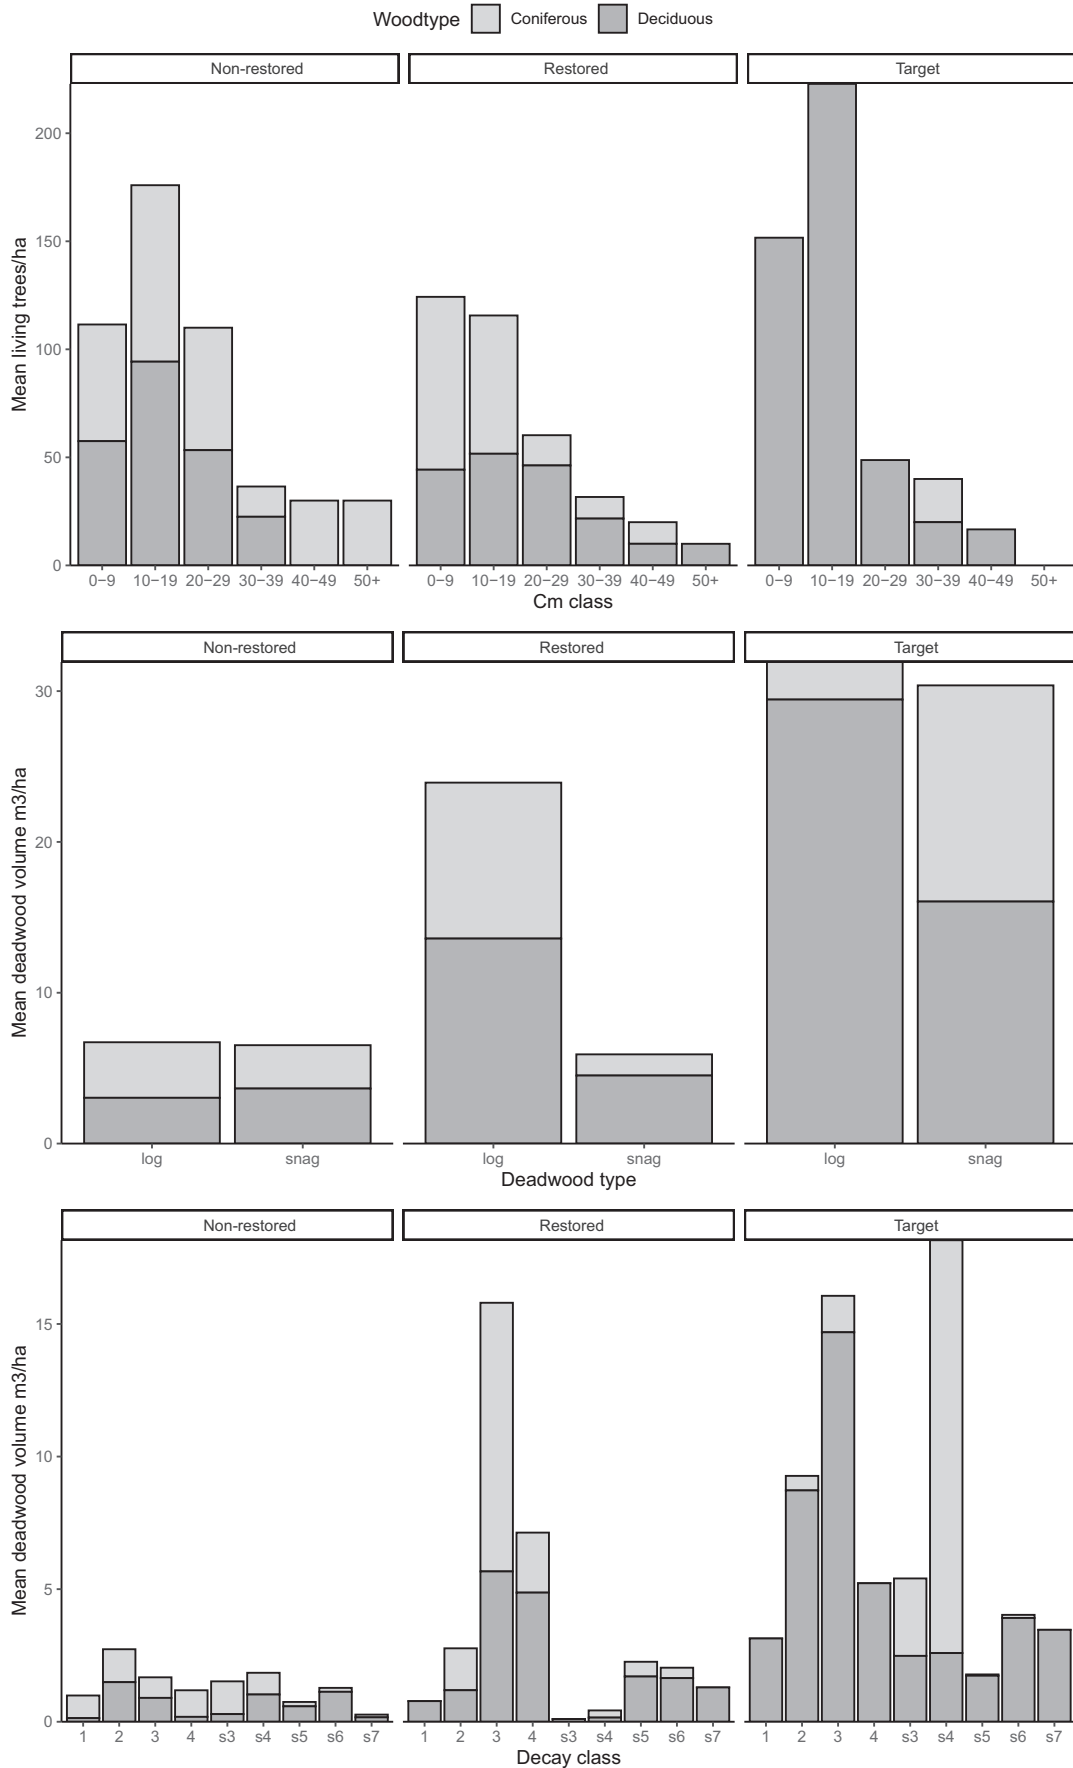 Woodtype Coniferous Deciduous
Non-restored Restored Target
Mean living trees/ha
200
150
100
50
0
0−9 10−19 20−29 30−39 40−49 50+ 0−9 10−19 20−29 30−39 40−49 50+ 0−9 10−19 20−29 30−39 40−49 50+
Cm class
Non-restored Restored Target
Mean deadwood volume m3/ha
30
20
10
0
log snag log snag log snag
Deadwood type
Non-restored Restored Target
Mean deadwood volume m3/ha
15
10
5
0
1 2 3 4 s3 s4 s5 s6 s7 1 2 3 4 s3 s4 s5 s6 s7 1 2 3 4 s3 s4 s5 s6 s7
Decay class